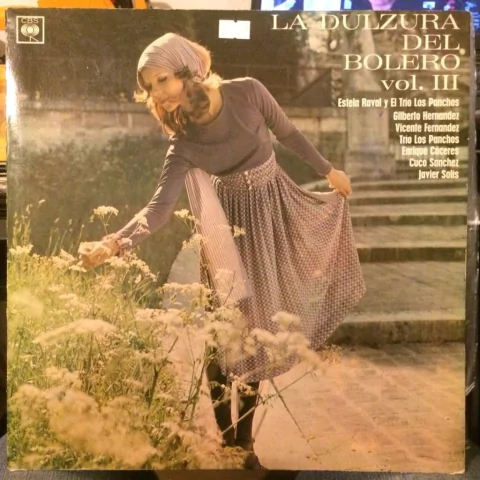 CBS
LA DULZURA
DEL
BOLERO
vol. III
Estela Raval y El Trio Los Panchos
Gilberto Hernandez
Vicente Fernandez
Trio Los Panchos
Enrique Cáceres
Cuco Sanchez
Javier Solis